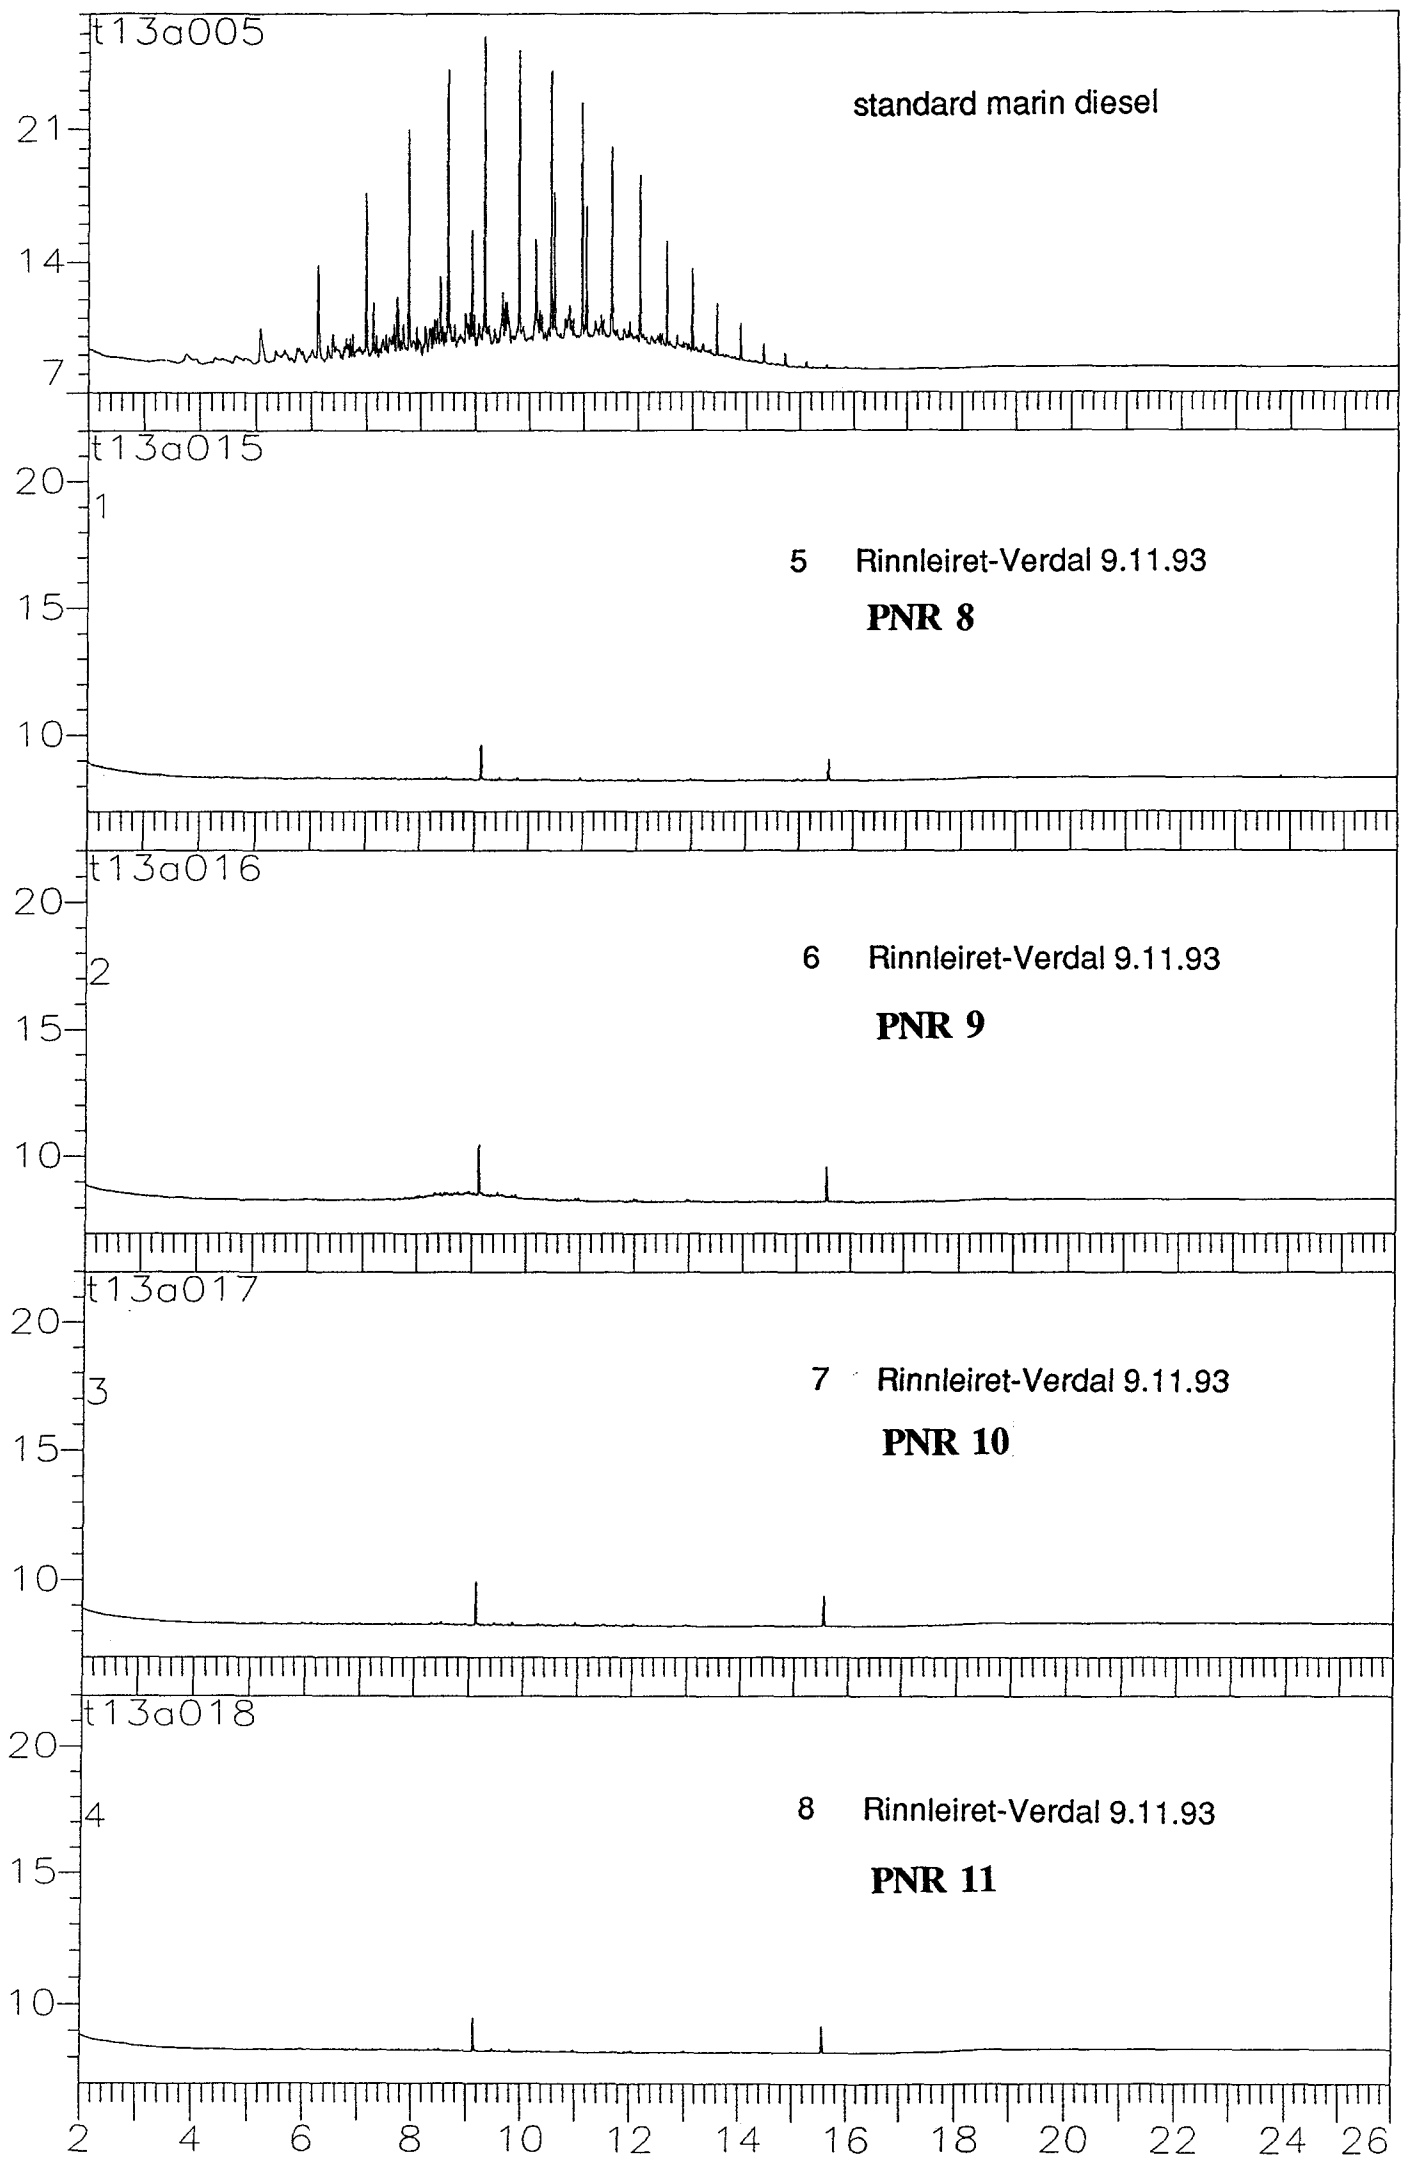 t13a005
standard marin diesel
21
14
7
t13a015
20
1
5 Rinnleiret-Verdal 9.11.93
15
PNR 8
10
t13a016
20
2
6 Rinnleiret-Verdal 9.11.93
15
PNR 9
10
t13a017
20
3
7 Rinnleiret-Verdal 9.11.93
15
PNR 10
10
t13a018
20
4
8 Rinnleiret-Verdal 9.11.93
15
PNR 11
10
2 4 6 8 10 12 14 16 18 20 22 24 26